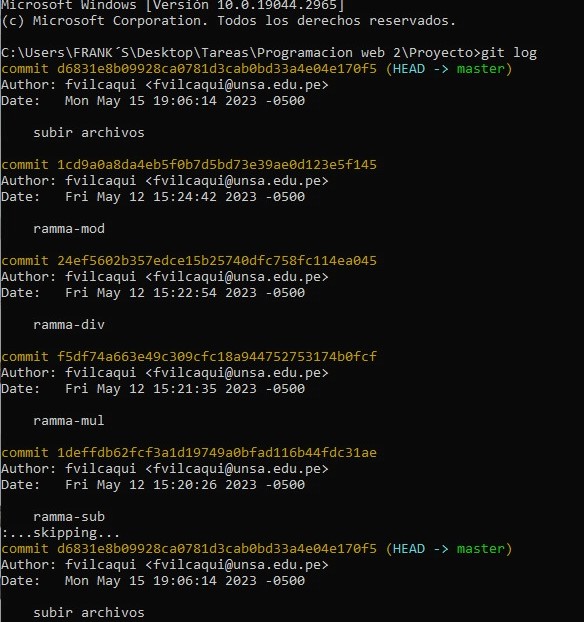 Microsoft Windows [Versión 10.0.19044.2965]
(c) Microsoft Corporation. Todos los derechos reservados.
C:\Users\FRANK´S\Desktop\Tareas\Programacion web 2\Proyecto>git log
commit d6831e8b09928ca0781d3cab0bd33a4e04e170f5 (HEAD -> master)
Author: fvilcaqui <fvilcaqui@unsa.edu.pe>
Date:   Mon May 15 19:06:14 2023 -0500
subir archivos
commit 1cd9a0a8da4eb5f0b7d5bd73e39ae0d123e5f145
Author: fvilcaqui <fvilcaqui@unsa.edu.pe>
Date:   Fri May 12 15:24:42 2023 -0500
ramma-mod
commit 24ef5602b357edce15b25740dfc758fc114ea045
Author: fvilcaqui <fvilcaqui@unsa.edu.pe>
Date:   Fri May 12 15:22:54 2023 -0500
ramma-div
commit f5df74a663e49c309cfc18a944752753174b0fcf
Author: fvilcaqui <fvilcaqui@unsa.edu.pe>
Date:   Fri May 12 15:21:35 2023 -0500
ramma-mul
commit 1deffdb62fcf3a1d19749a0bfad116b44fdc31ae
Author: fvilcaqui <fvilcaqui@unsa.edu.pe>
Date:   Fri May 12 15:20:26 2023 -0500
ramma-sub
:...skipping...
commit d6831e8b09928ca0781d3cab0bd33a4e04e170f5 (HEAD -> master)
Author: fvilcaqui <fvilcaqui@unsa.edu.pe>
Date:   Mon May 15 19:06:14 2023 -0500
subir archivos